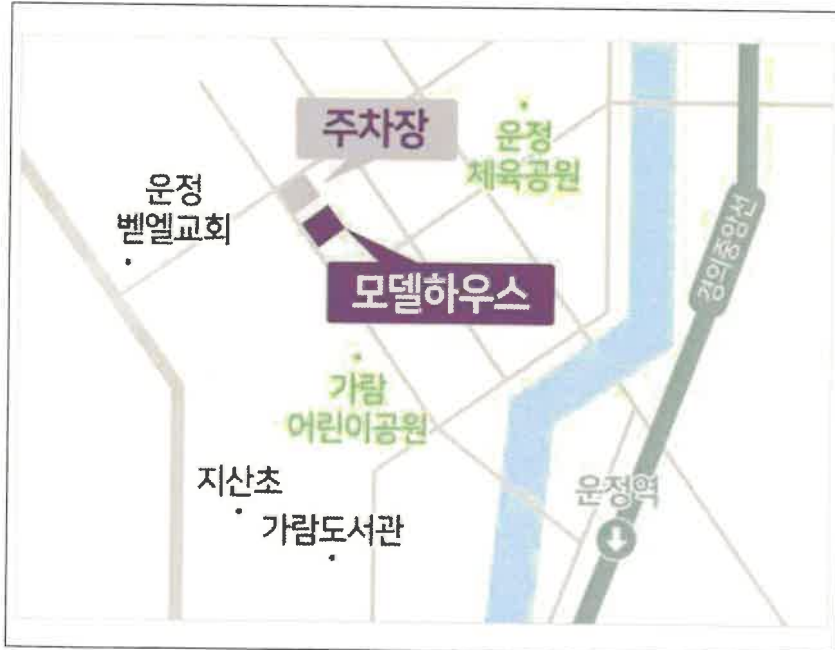 주차장
운정
체육공원
운정
벧엘교회
경의중앙선
모델하우스
가람
어린이공원
지산초
가람도서관
운정역